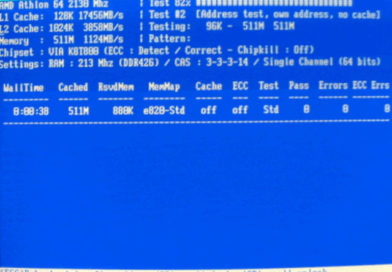 AMD Athlon 64 2130 Mhz | Test 82%
L1 Cache: 128K 17456MB/s | Test #2 [Address test, own address, no cache]
L2 Cache: 1024K 3858MB/s | Testing: 96K - 511M 511M
Memory : 511M 1124MB/s | Pattern:
Chipset : VIA K8T800 (ECC : Detect / Correct - Chipkill : Off)
Settings: RAM : 213 Mhz (DDR426) / CAS : 3-3-3-14 / Single Channel (64 bits)
WallTime Cached RsvdMem MemMap Cache ECC Test Pass Errors ECC Errs
0:00:30 511M 880K e820-Std off off Std 0 0 0